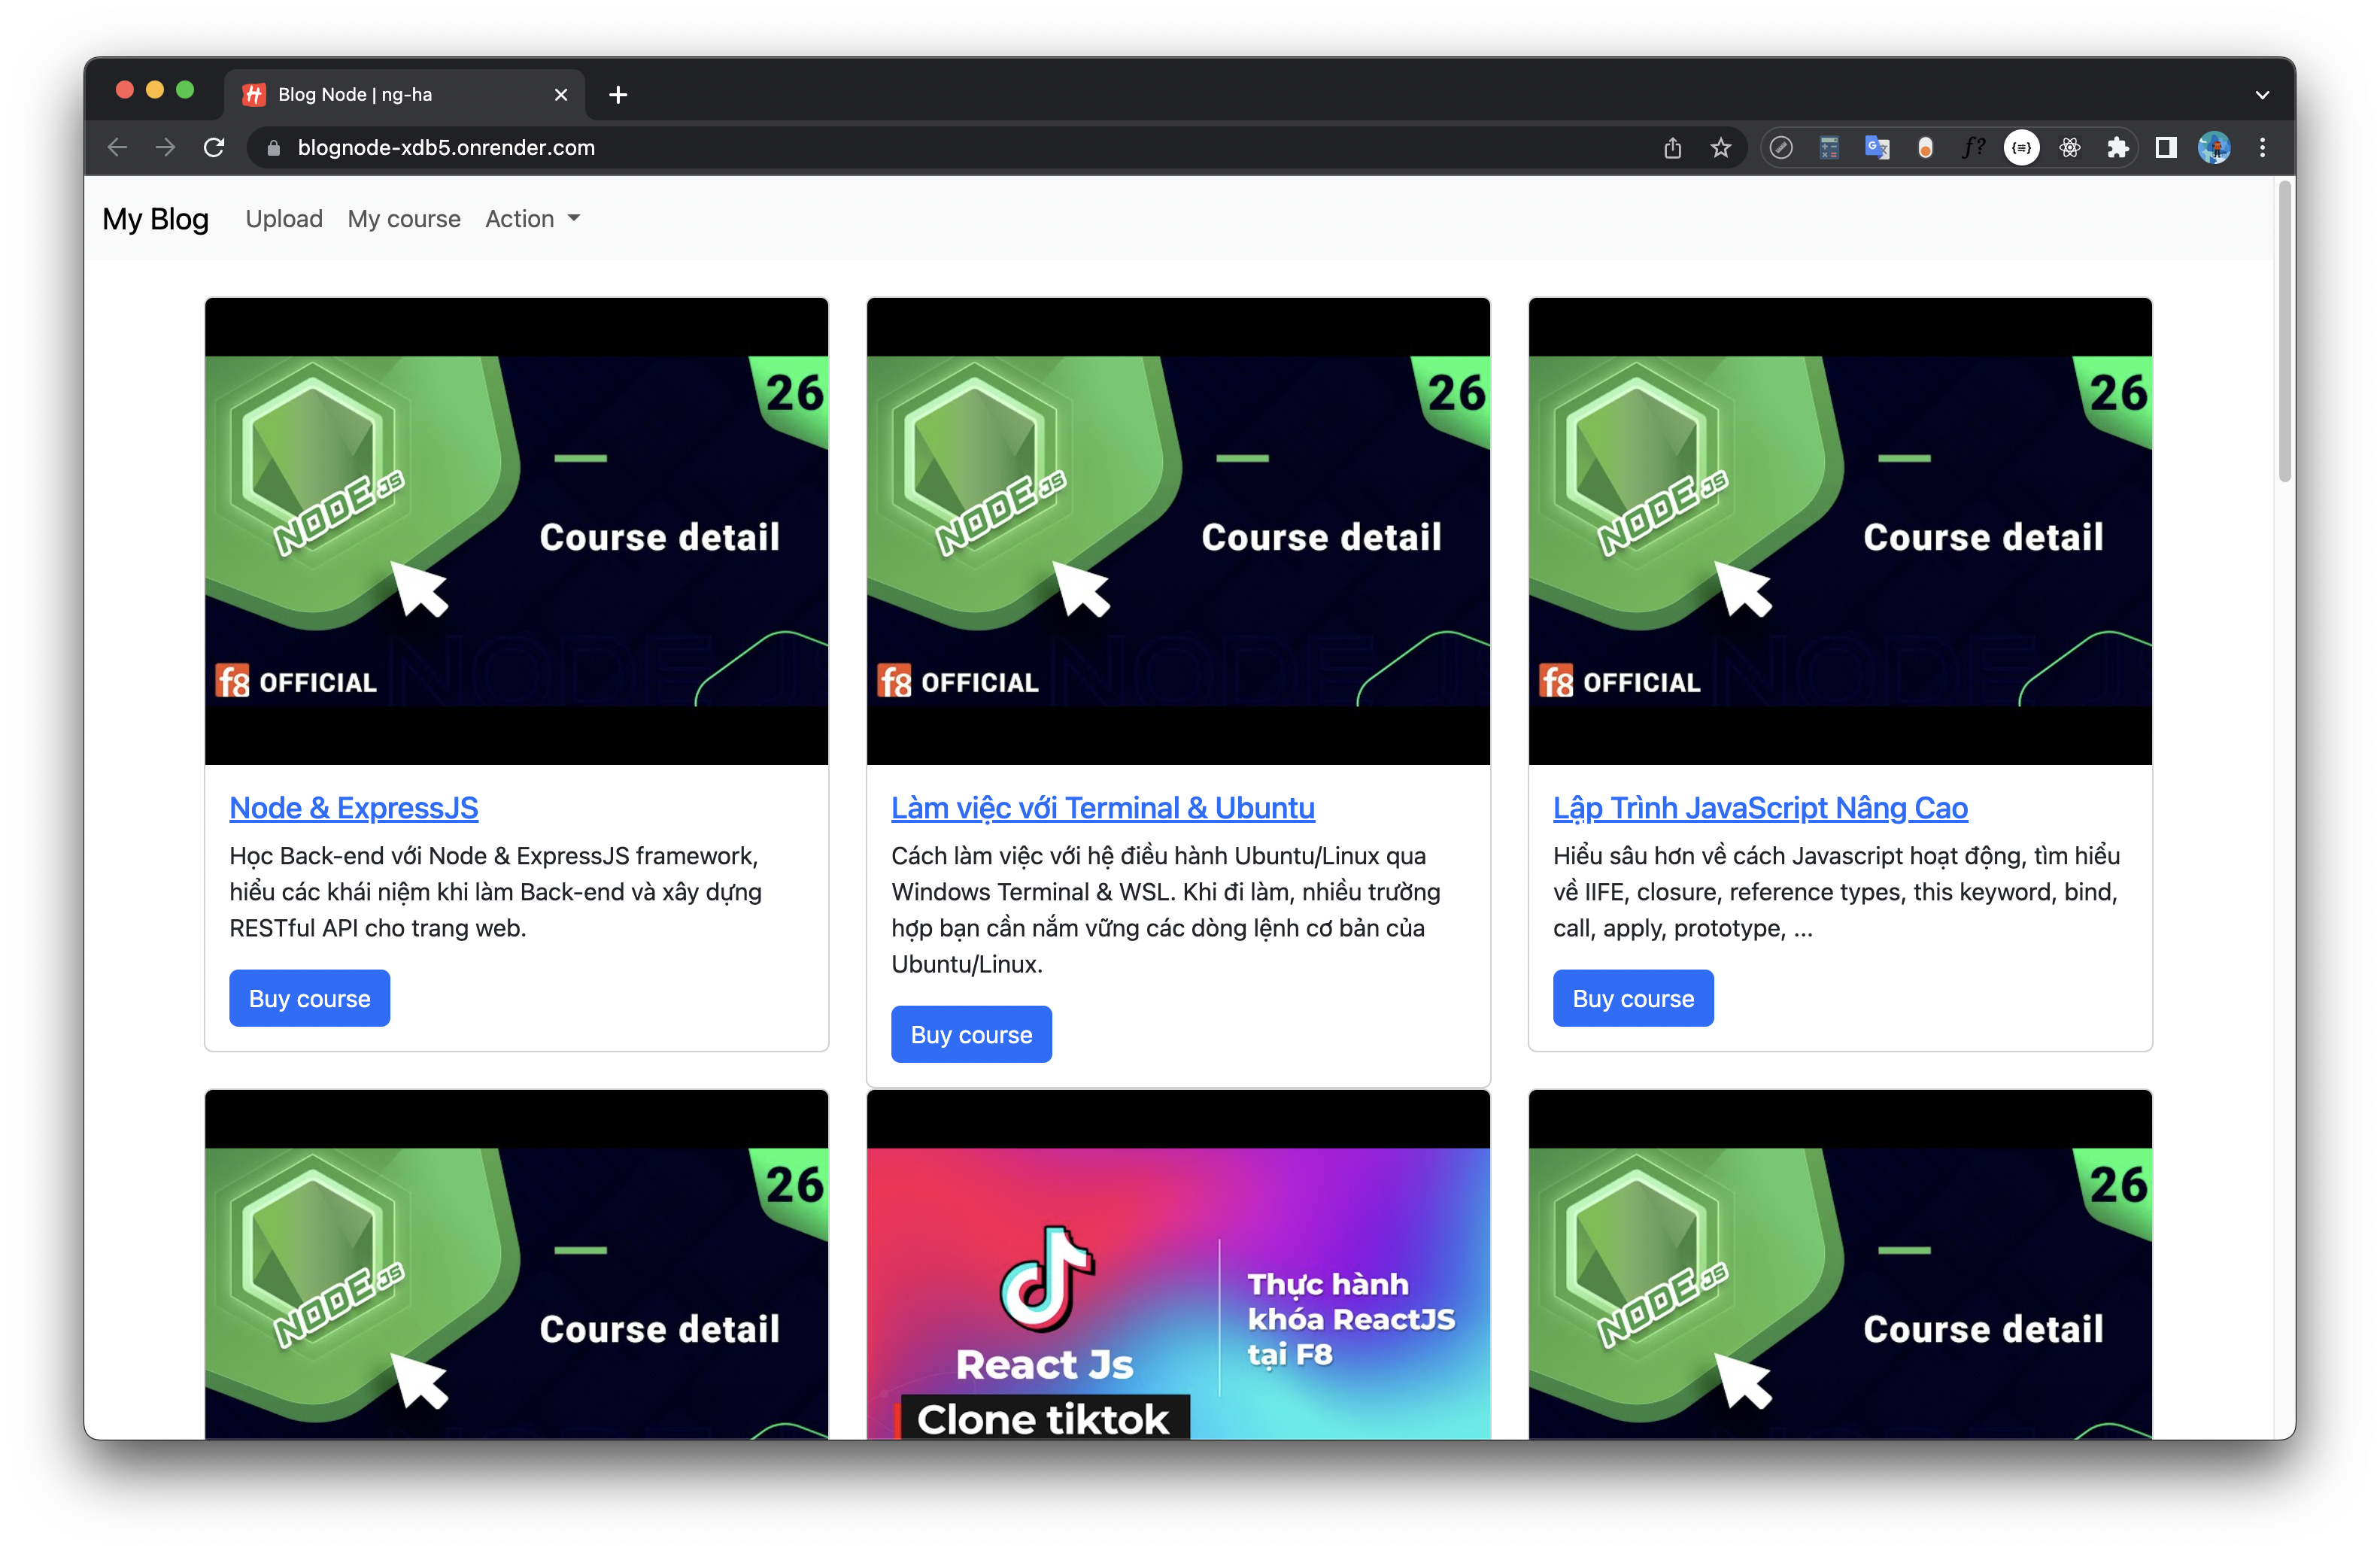 Blog Node | ng-ha
blognode-xdb5.onrender.com
My Blog Upload My course Action
26
NODE JS
Course detail
f8 OFFICIAL
26
NODE JS
Course detail
f8 OFFICIAL
26
NODE JS
Course detail
f8 OFFICIAL
Node & ExpressJS
Học Back-end với Node & ExpressJS framework,
hiểu các khái niệm khi làm Back-end và xây dựng
RESTful API cho trang web.
Buy course
Làm việc với Terminal & Ubuntu
Cách làm việc với hệ điều hành Ubuntu/Linux qua
Windows Terminal & WSL. Khi đi làm, nhiều trường
hợp bạn cần nắm vững các dòng lệnh cơ bản của
Ubuntu/Linux.
Buy course
Lập Trình JavaScript Nâng Cao
Hiểu sâu hơn về cách Javascript hoạt động, tìm hiểu
về IIFE, closure, reference types, this keyword, bind,
call, apply, prototype, ...
Buy course
26
NODE JS
Course detail
React Js
Clone tiktok
Thực hành
khóa ReactJS
tại F8
26
NODE JS
Course detail